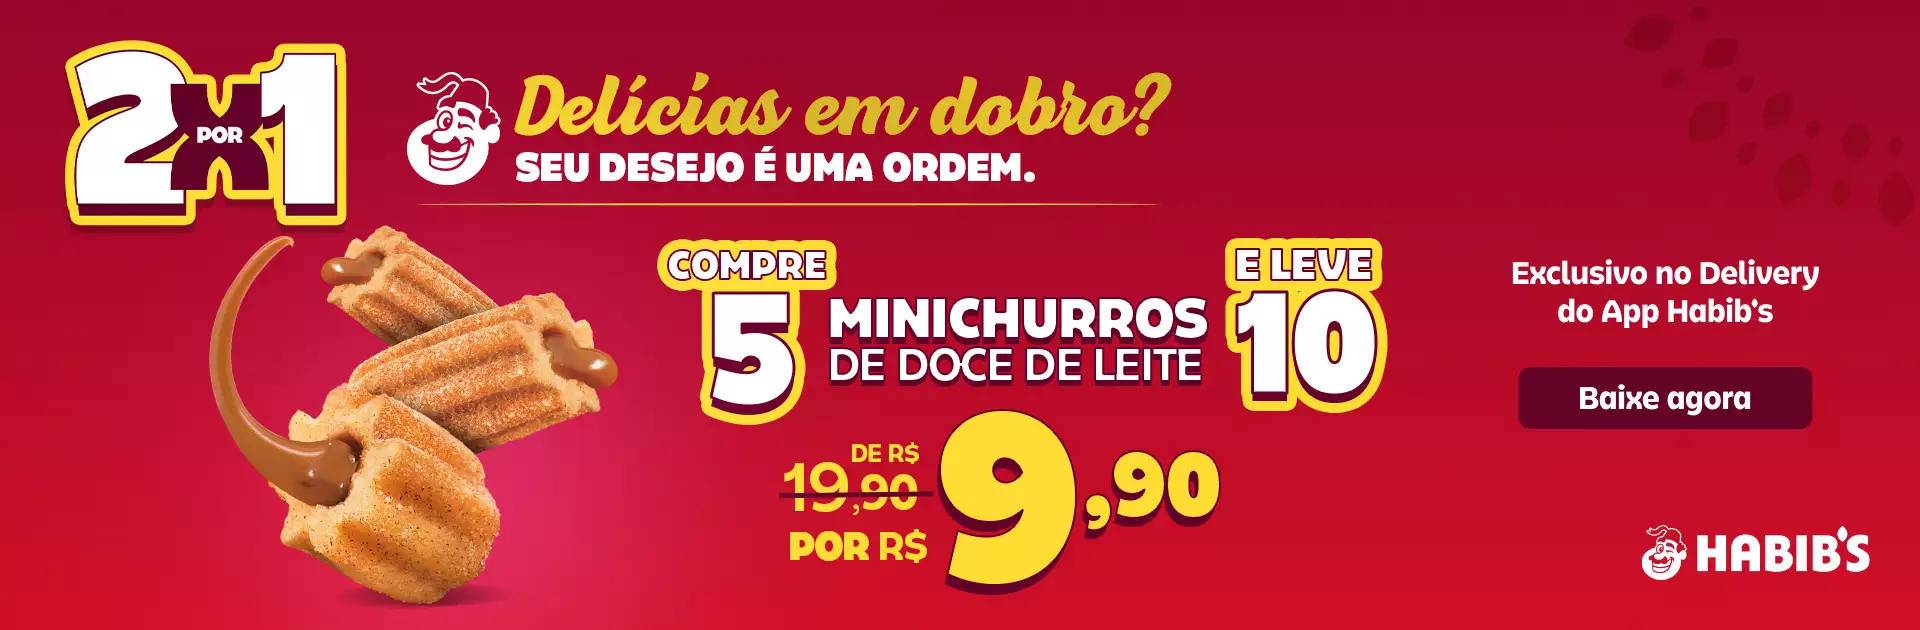 2 POR 1
Delícias em dobro?
SEU DESEJO É UMA ORDEM.
COMPRE
5
MINICHURROS
DE DOCE DE LEITE
E LEVE
10
DE R$
19,90
POR R$
9,90
Exclusivo no Delivery
do App Habib's
Baixe agora
HABIB'S